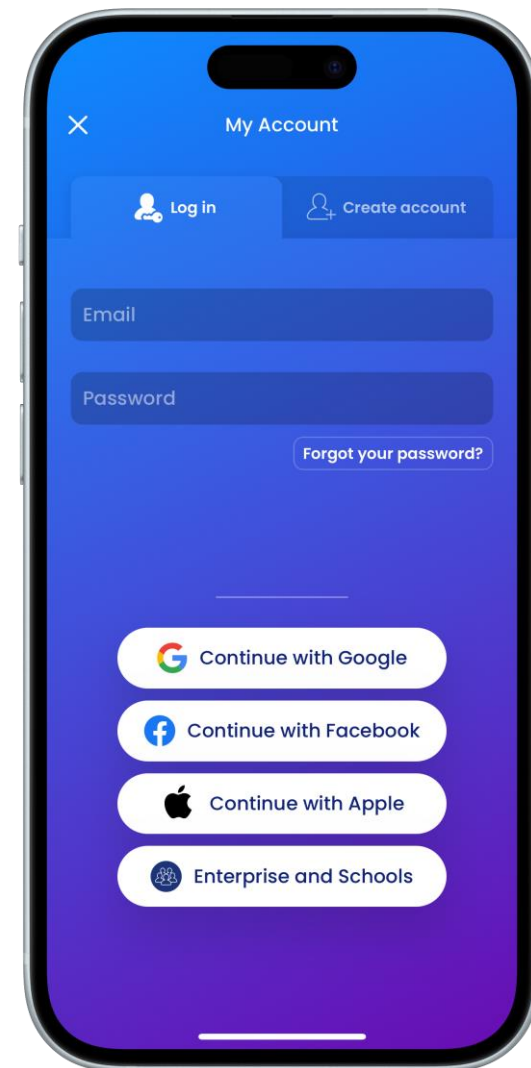 My Account
Log in
Create account
Email
Password
Forgot your password?
Continue with Google
Continue with Facebook
Continue with Apple
Enterprise and Schools